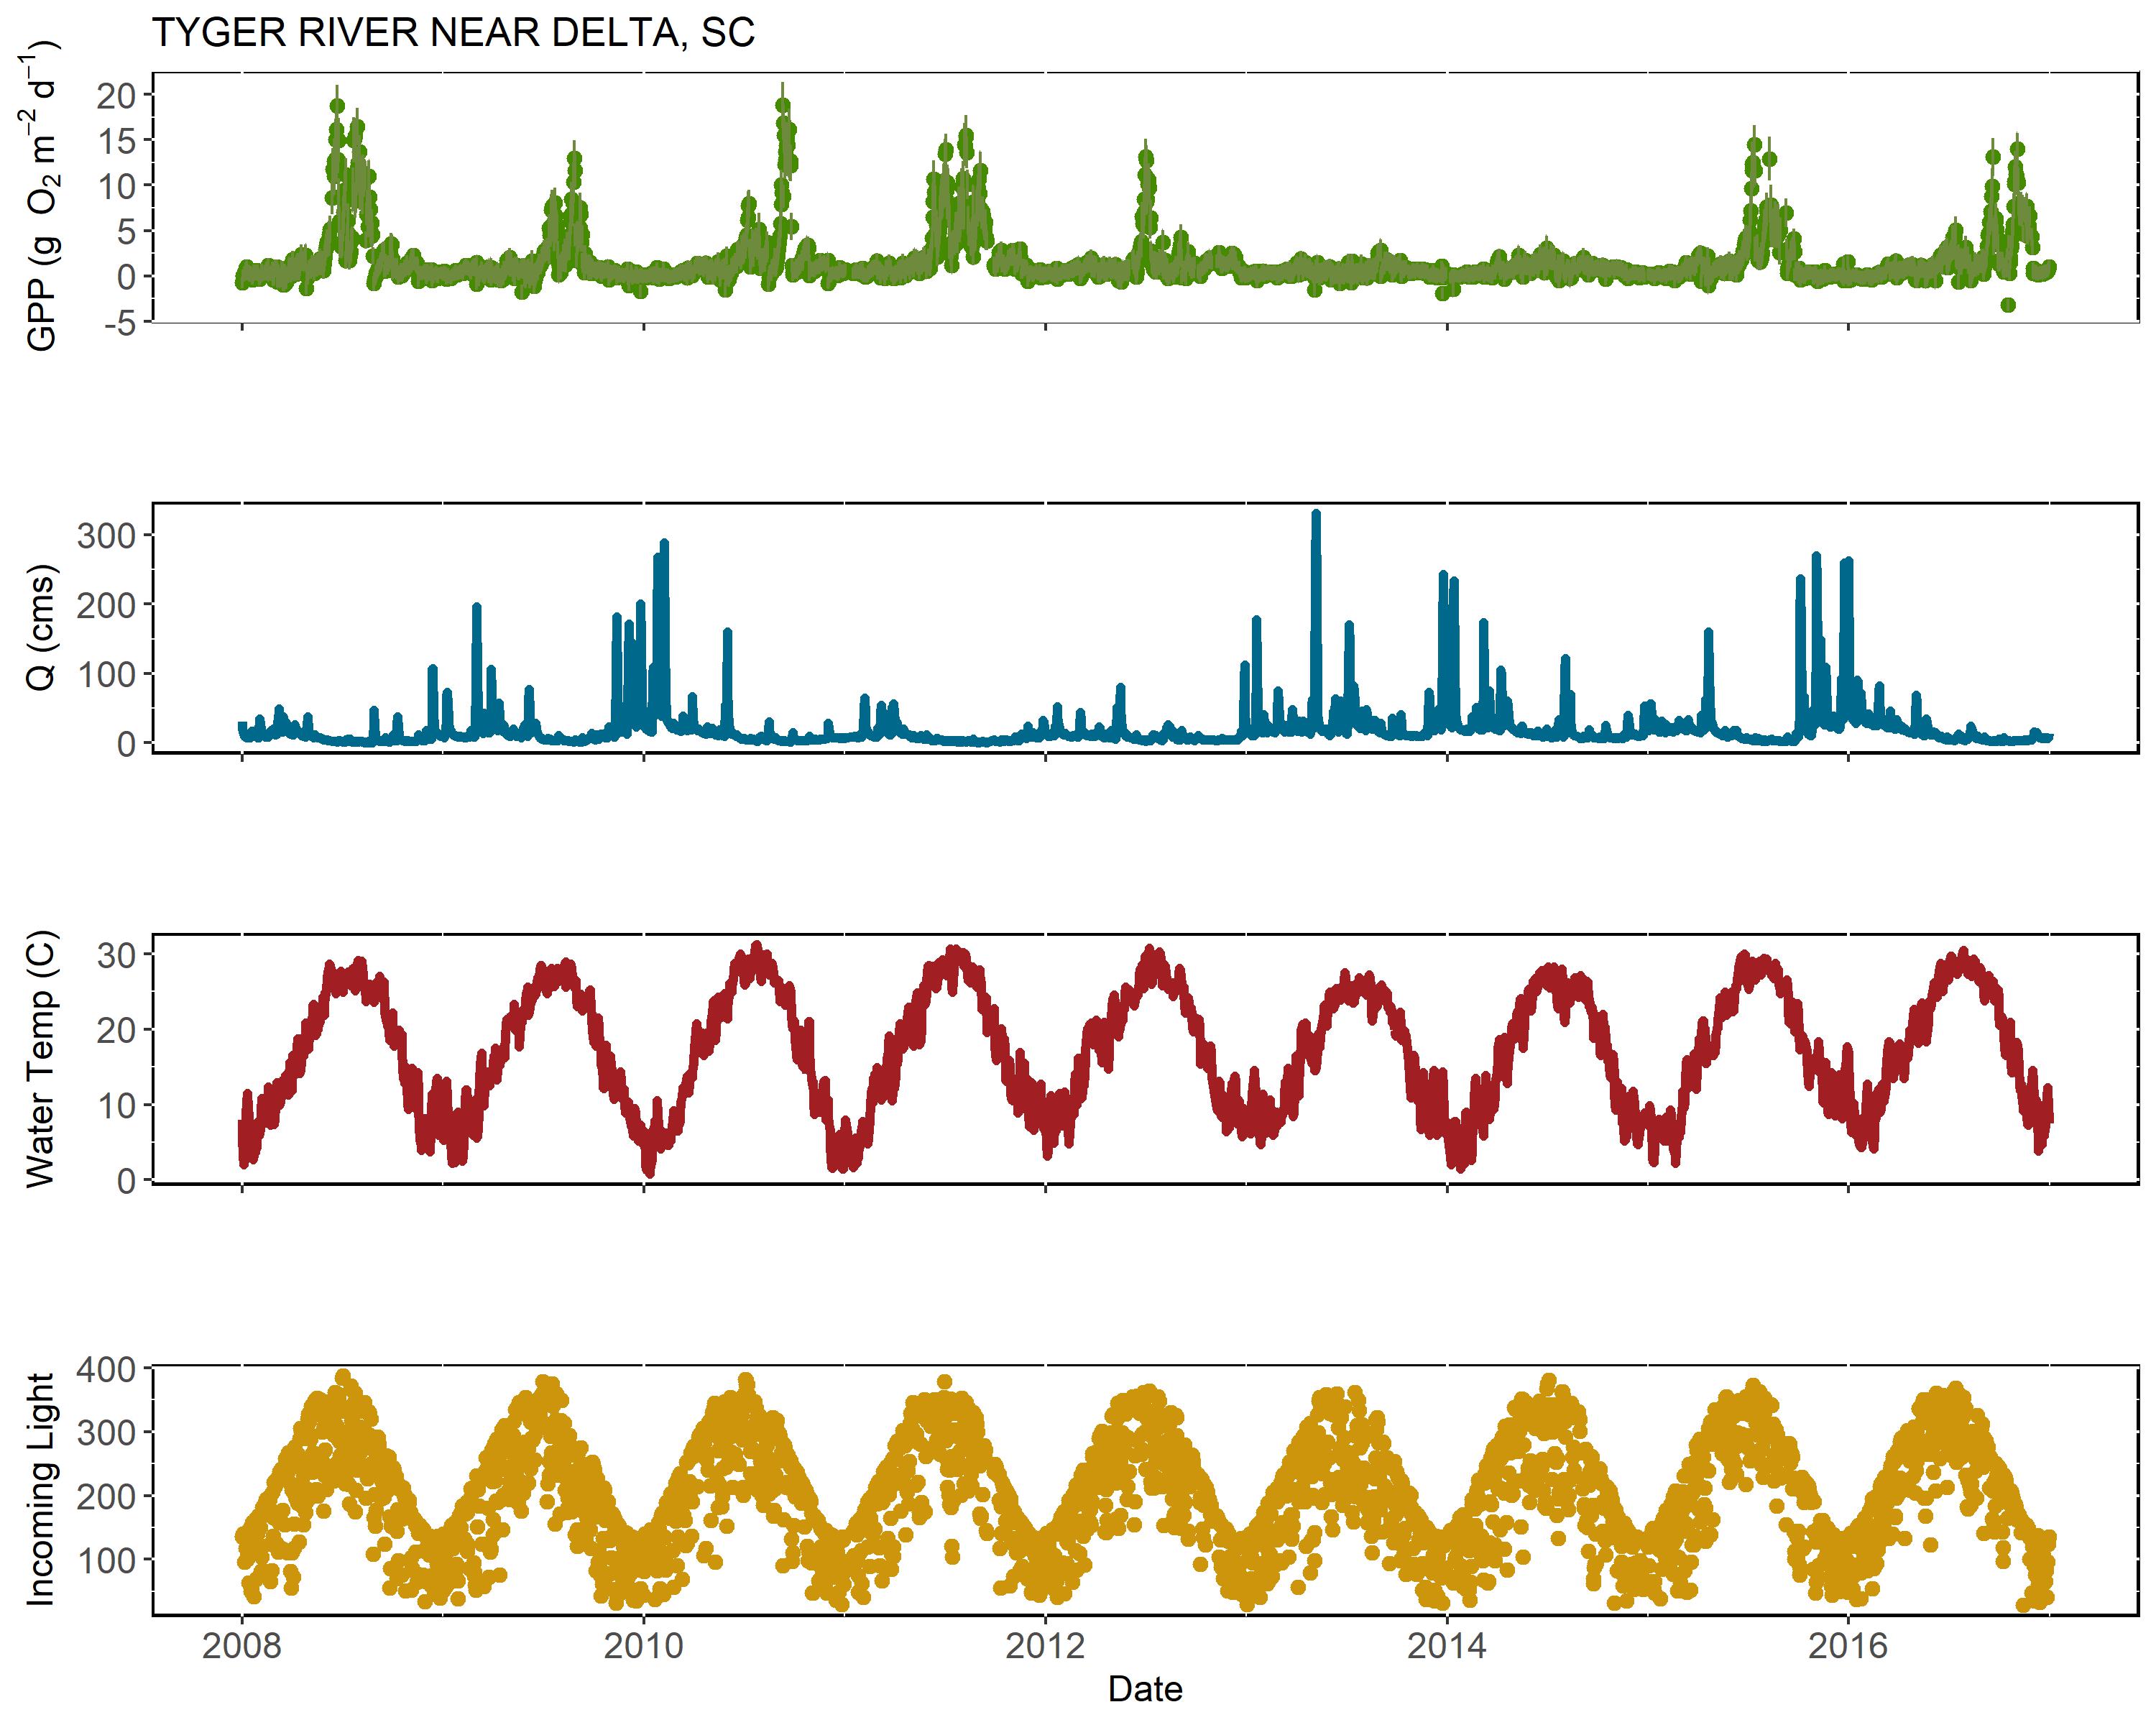 TYGER RIVER NEAR DELTA, SC
GPP (g O₂ m⁻² d⁻¹)
20
15
10
5
0
-5
Q (cms)
300
200
100
0
Water Temp (C)
30
20
10
0
Incoming Light
400
300
200
100
2008 2010 2012 2014 2016
Date